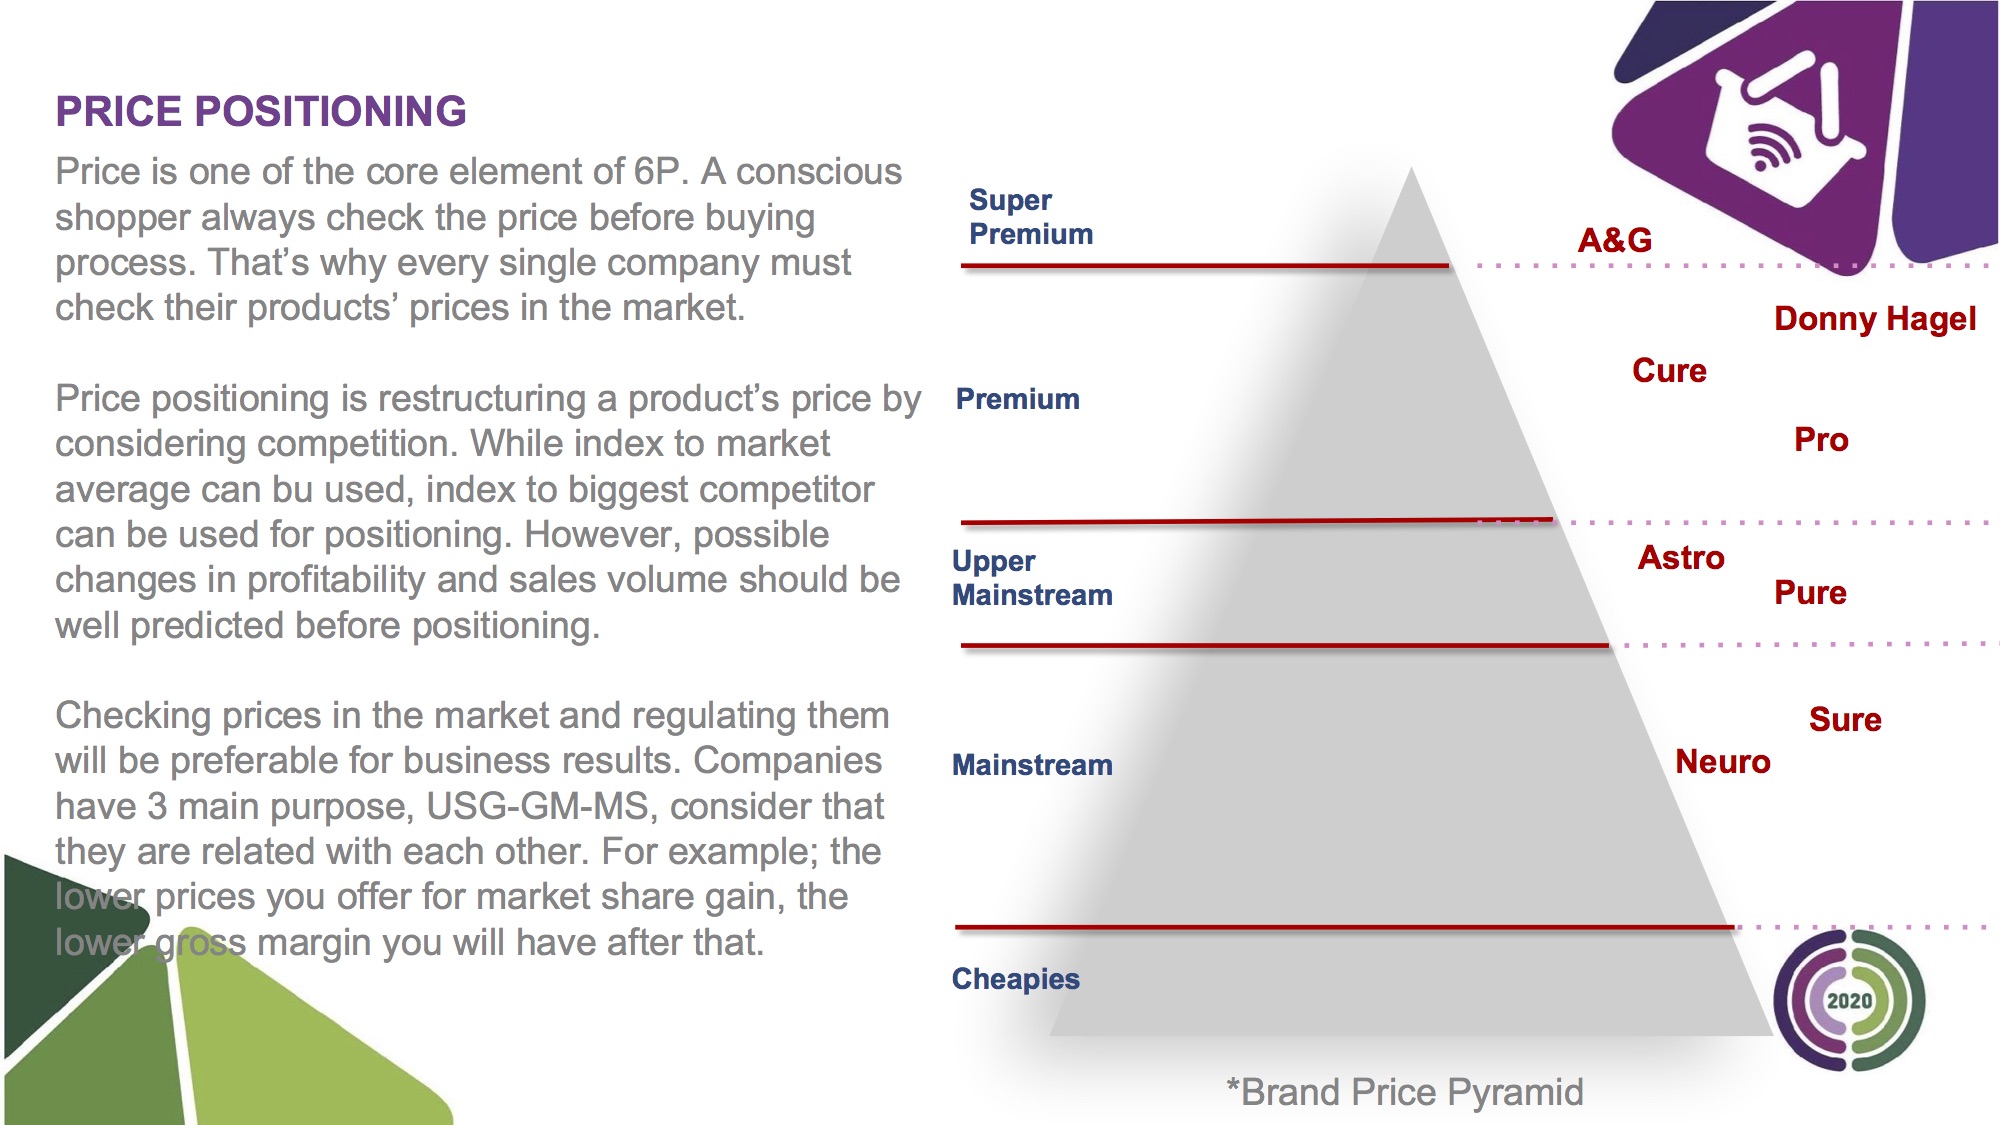 PRICE POSITIONING
Price is one of the core element of 6P. A conscious
shopper always check the price before buying
process. That’s why every single company must
check their products’ prices in the market.
Price positioning is restructuring a product’s price by
considering competition. While index to market
average can bu used, index to biggest competitor
can be used for positioning. However, possible
changes in profitability and sales volume should be
well predicted before positioning.
Checking prices in the market and regulating them
will be preferable for business results. Companies
have 3 main purpose, USG-GM-MS, consider that
they are related with each other. For example; the
lower prices you offer for market share gain, the
lower gross margin you will have after that.
Super
Premium
A&G
Premium
Donny Hagel
Cure
Pro
Upper
Mainstream
Astro
Pure
Mainstream
Sure
Neuro
Cheapies
2020
*Brand Price Pyramid